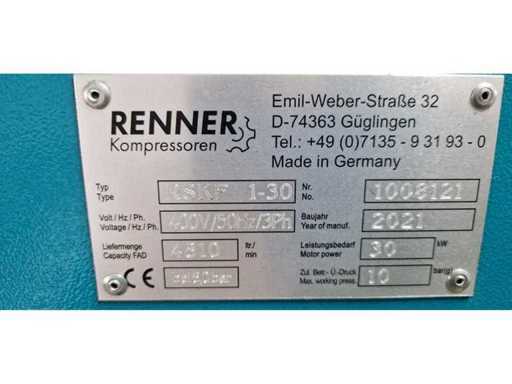 RENNER
Kompressoren
Emil-Weber-Straße 32
D-74363 Güglingen
Tel.: +49 (0)7135 - 9 31 93 - 0
Made in Germany
Typ
Type
RSKF 1-30
Nr.
No.
1008121
Volt / Hz / Ph.
Voltage / Hz / Ph.
400V/50Hz/3Ph
Baujahr
Year of manuf.
2021
Liefermenge
Capacity FAD
4510
ltr/
min
Leistungsbedarf
Motor power
30
kW
CE
Zul. Betr.- Ü.-Druck
Max. working press.
10
bar(g)